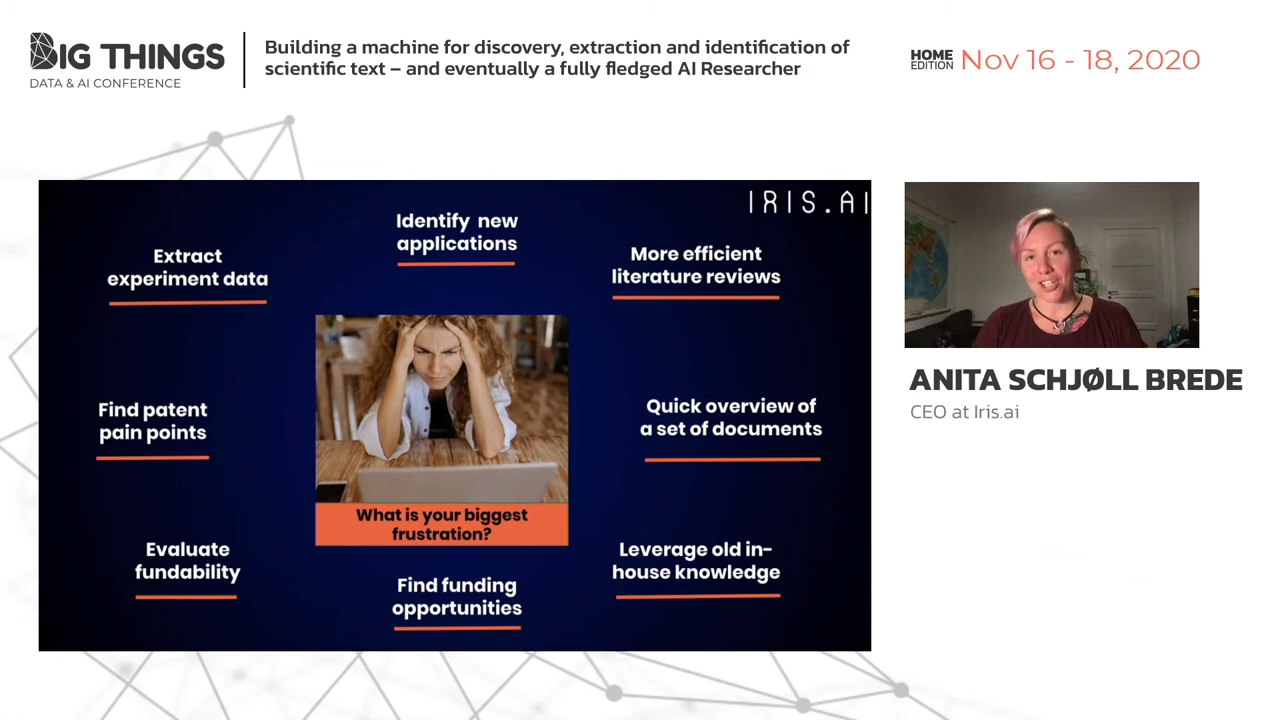 BIG THINGS
DATA & AI CONFERENCE
Building a machine for discovery, extraction and identification of
scientific text – and eventually a fully fledged AI Researcher
HOME
EDITION
Nov 16 - 18, 2020
IRIS.AI
Identify new
applications
Extract
experiment data
More efficient
literature reviews
Find patent
pain points
Quick overview of
a set of documents
What is your biggest
frustration?
Evaluate
fundability
Leverage old in-
house knowledge
Find funding
opportunities
ANITA SCHJØLL BREDE
CEO at Iris.ai